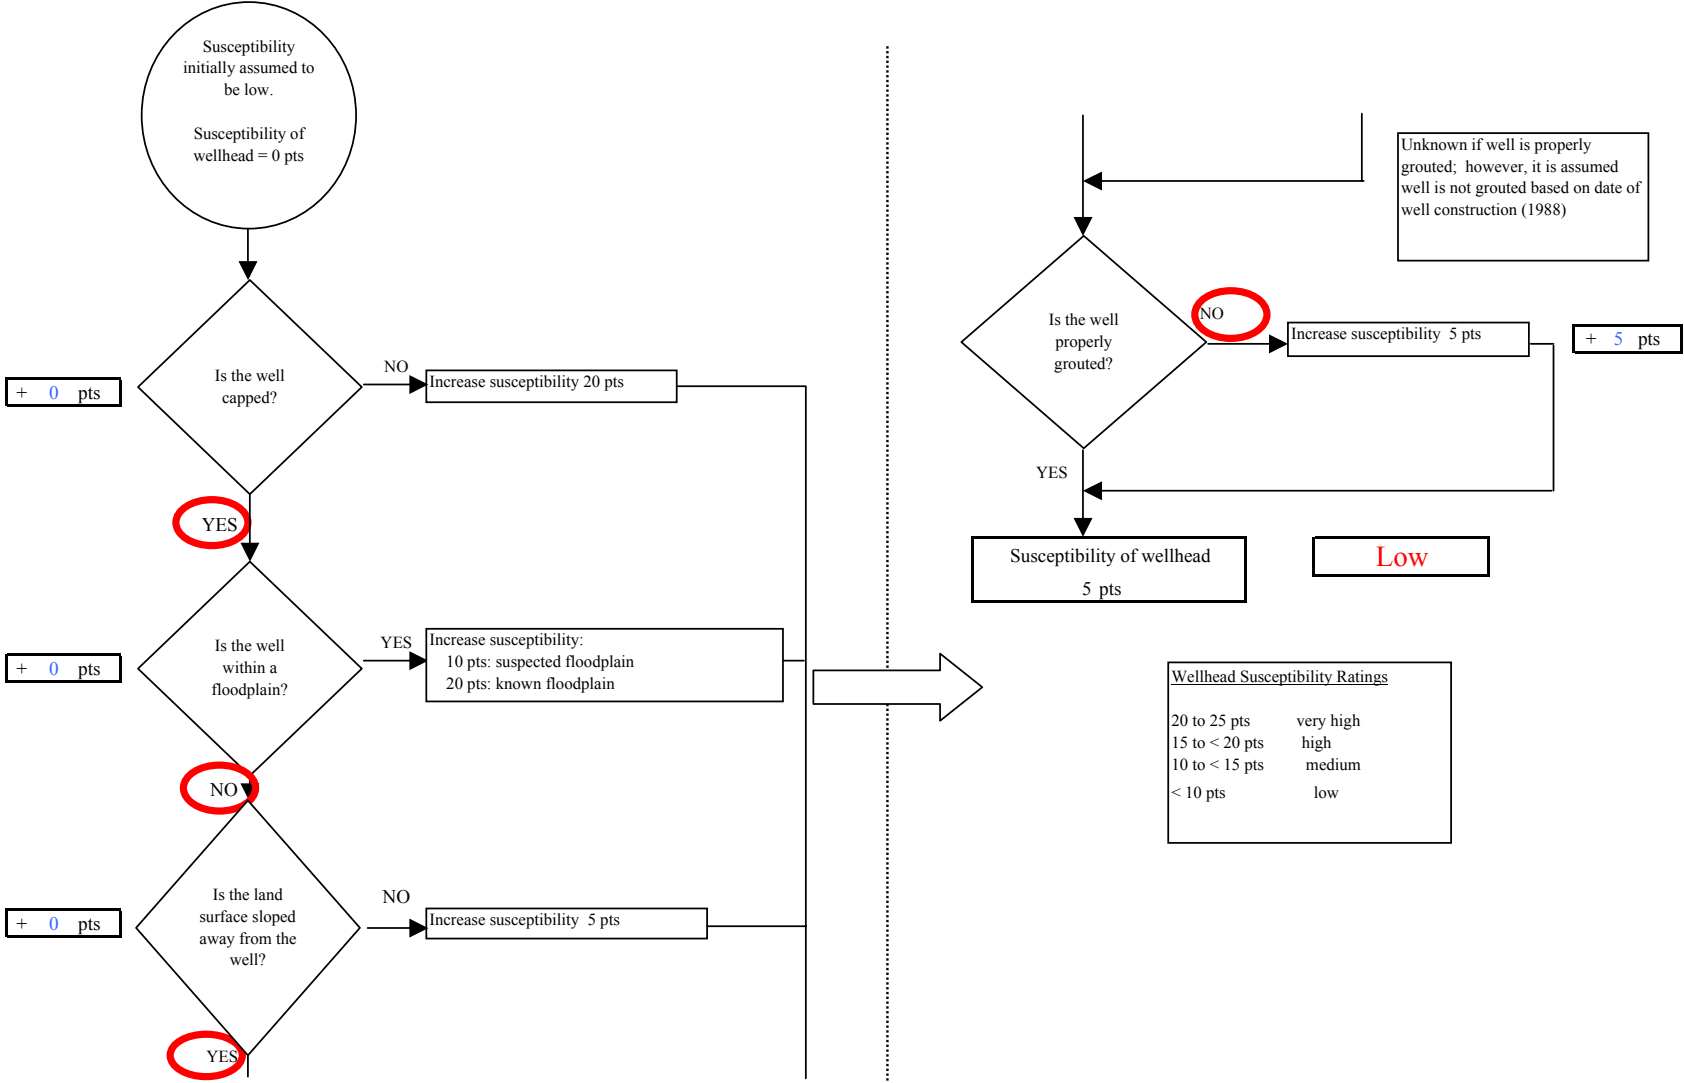 Susceptibility
initially assumed to
be low.
Susceptibility of
wellhead = 0 pts
Is the well
capped?
NO
Increase susceptibility 20 pts
+ 0 pts
YES
Is the well
within a
floodplain?
YES
Increase susceptibility:
10 pts: suspected floodplain
20 pts: known floodplain
+ 0 pts
NO
Is the land
surface sloped
away from the
well?
NO
Increase susceptibility 5 pts
+ 0 pts
YES
Unknown if well is properly
grouted; however, it is assumed
well is not grouted based on date of
well construction (1988)
Is the well
properly
grouted?
NO
Increase susceptibility 5 pts
+ 5 pts
YES
Susceptibility of wellhead
5 pts
Low
Wellhead Susceptibility Ratings
20 to 25 pts very high
15 to < 20 pts high
10 to < 15 pts medium
< 10 pts low